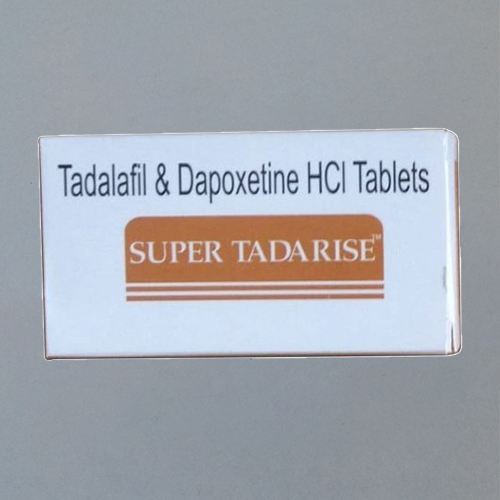 Tadalafil & Dapoxetine HCl Tablets
SUPER TADARISE™